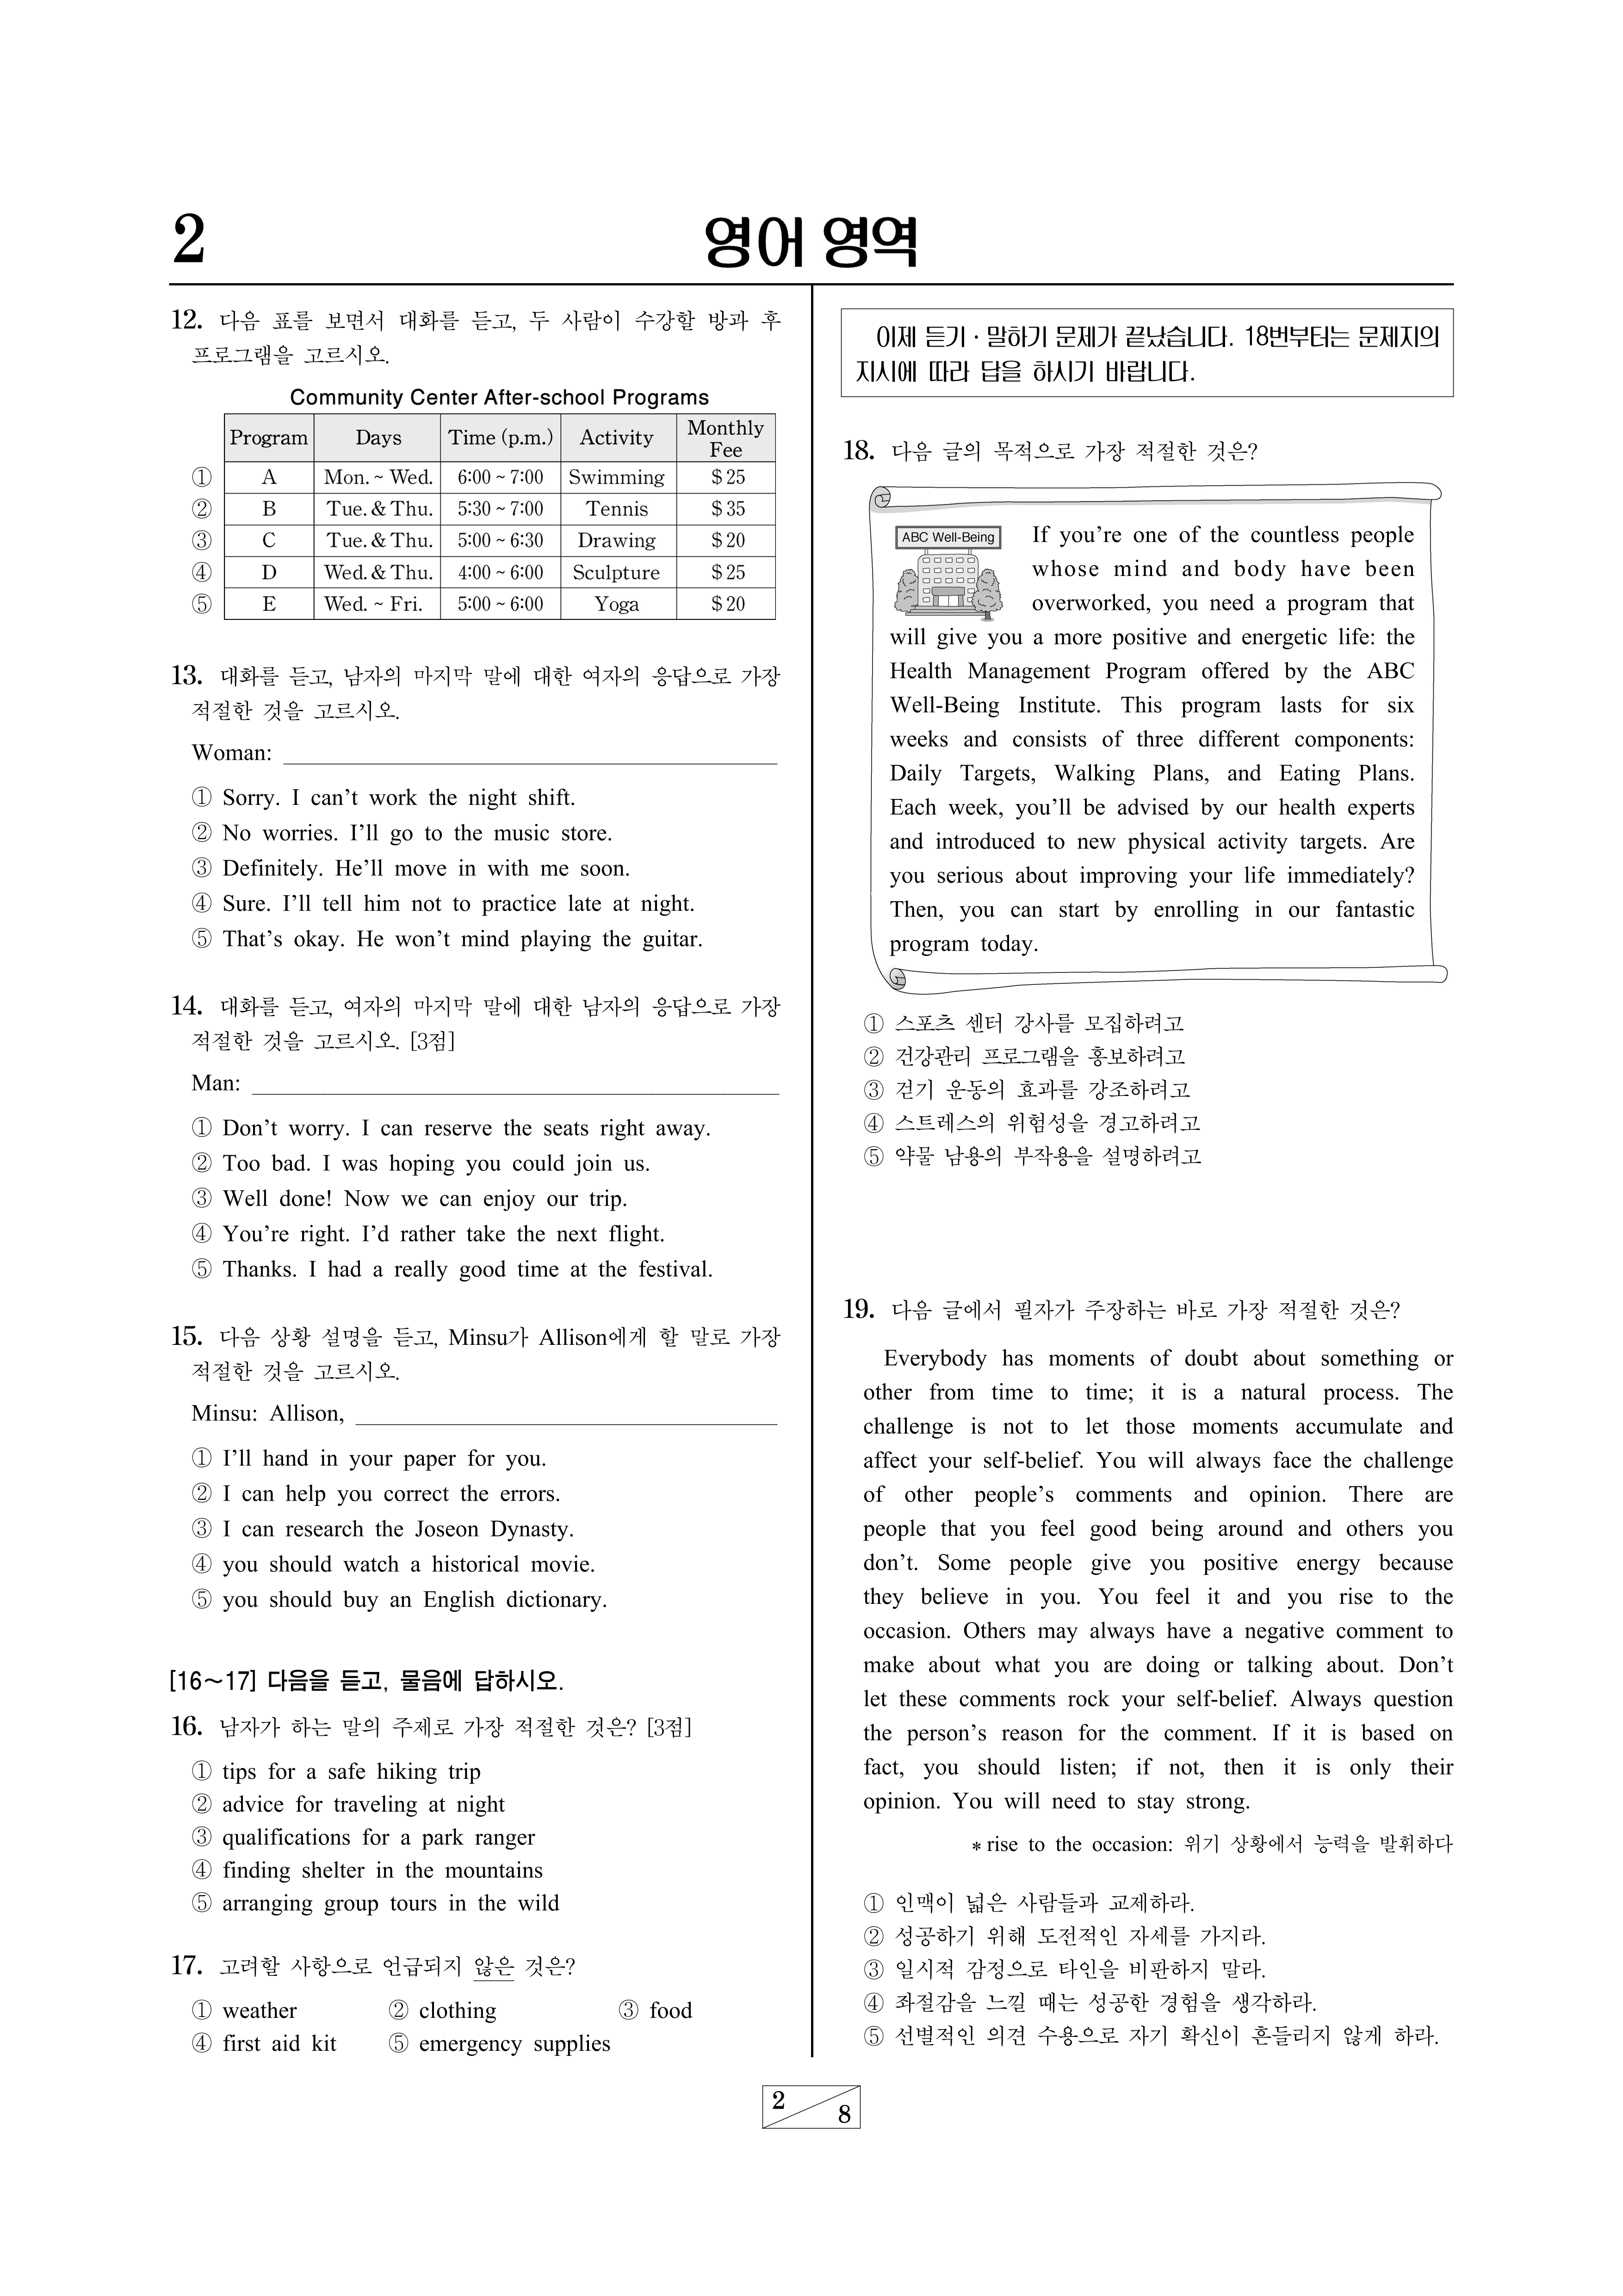 2
영어 영역
12. 다음 표를 보면서 대화를 듣고, 두 사람이 수강할 방과 후
프로그램을 고르시오.
Community Center After-school Programs
Program Days Time (p.m.) Activity Monthly Fee
① A Mon. ~ Wed. 6:00 ~ 7:00 Swimming $25
② B Tue. & Thu. 5:30 ~ 7:00 Tennis $35
③ C Tue. & Thu. 5:00 ~ 6:30 Drawing $20
④ D Wed. & Thu. 4:00 ~ 6:00 Sculpture $25
⑤ E Wed. ~ Fri. 5:00 ~ 6:00 Yoga $20
13. 대화를 듣고, 남자의 마지막 말에 대한 여자의 응답으로 가장
적절한 것을 고르시오.
Woman:
① Sorry. I can’t work the night shift.
② No worries. I’ll go to the music store.
③ Definitely. He’ll move in with me soon.
④ Sure. I’ll tell him not to practice late at night.
⑤ That’s okay. He won’t mind playing the guitar.
14. 대화를 듣고, 여자의 마지막 말에 대한 남자의 응답으로 가장
적절한 것을 고르시오. [3점]
Man:
① Don’t worry. I can reserve the seats right away.
② Too bad. I was hoping you could join us.
③ Well done! Now we can enjoy our trip.
④ You’re right. I’d rather take the next flight.
⑤ Thanks. I had a really good time at the festival.
15. 다음 상황 설명을 듣고, Minsu가 Allison에게 할 말로 가장
적절한 것을 고르시오.
Minsu: Allison,
① I’ll hand in your paper for you.
② I can help you correct the errors.
③ I can research the Joseon Dynasty.
④ you should watch a historical movie.
⑤ you should buy an English dictionary.
[16～17] 다음을 듣고, 물음에 답하시오.
16. 남자가 하는 말의 주제로 가장 적절한 것은? [3점]
① tips for a safe hiking trip
② advice for traveling at night
③ qualifications for a park ranger
④ finding shelter in the mountains
⑤ arranging group tours in the wild
17. 고려할 사항으로 언급되지 않은 것은?
① weather ② clothing ③ food
④ first aid kit ⑤ emergency supplies
이제 듣기·말하기 문제가 끝났습니다. 18번부터는 문제지의
지시에 따라 답을 하시기 바랍니다.
18. 다음 글의 목적으로 가장 적절한 것은?
ABC Well-Being
If you’re one of the countless people
whose mind and body have been
overworked, you need a program that
will give you a more positive and energetic life: the
Health Management Program offered by the ABC
Well-Being Institute. This program lasts for six
weeks and consists of three different components:
Daily Targets, Walking Plans, and Eating Plans.
Each week, you’ll be advised by our health experts
and introduced to new physical activity targets. Are
you serious about improving your life immediately?
Then, you can start by enrolling in our fantastic
program today.
① 스포츠 센터 강사를 모집하려고
② 건강관리 프로그램을 홍보하려고
③ 걷기 운동의 효과를 강조하려고
④ 스트레스의 위험성을 경고하려고
⑤ 약물 남용의 부작용을 설명하려고
19. 다음 글에서 필자가 주장하는 바로 가장 적절한 것은?
Everybody has moments of doubt about something or
other from time to time; it is a natural process. The
challenge is not to let those moments accumulate and
affect your self-belief. You will always face the challenge
of other people’s comments and opinion. There are
people that you feel good being around and others you
don’t. Some people give you positive energy because
they believe in you. You feel it and you rise to the
occasion. Others may always have a negative comment to
make about what you are doing or talking about. Don’t
let these comments rock your self-belief. Always question
the person’s reason for the comment. If it is based on
fact, you should listen; if not, then it is only their
opinion. You will need to stay strong.
* rise to the occasion: 위기 상황에서 능력을 발휘하다
① 인맥이 넓은 사람들과 교제하라.
② 성공하기 위해 도전적인 자세를 가지라.
③ 일시적 감정으로 타인을 비판하지 말라.
④ 좌절감을 느낄 때는 성공한 경험을 생각하라.
⑤ 선별적인 의견 수용으로 자기 확신이 흔들리지 않게 하라.
2
8